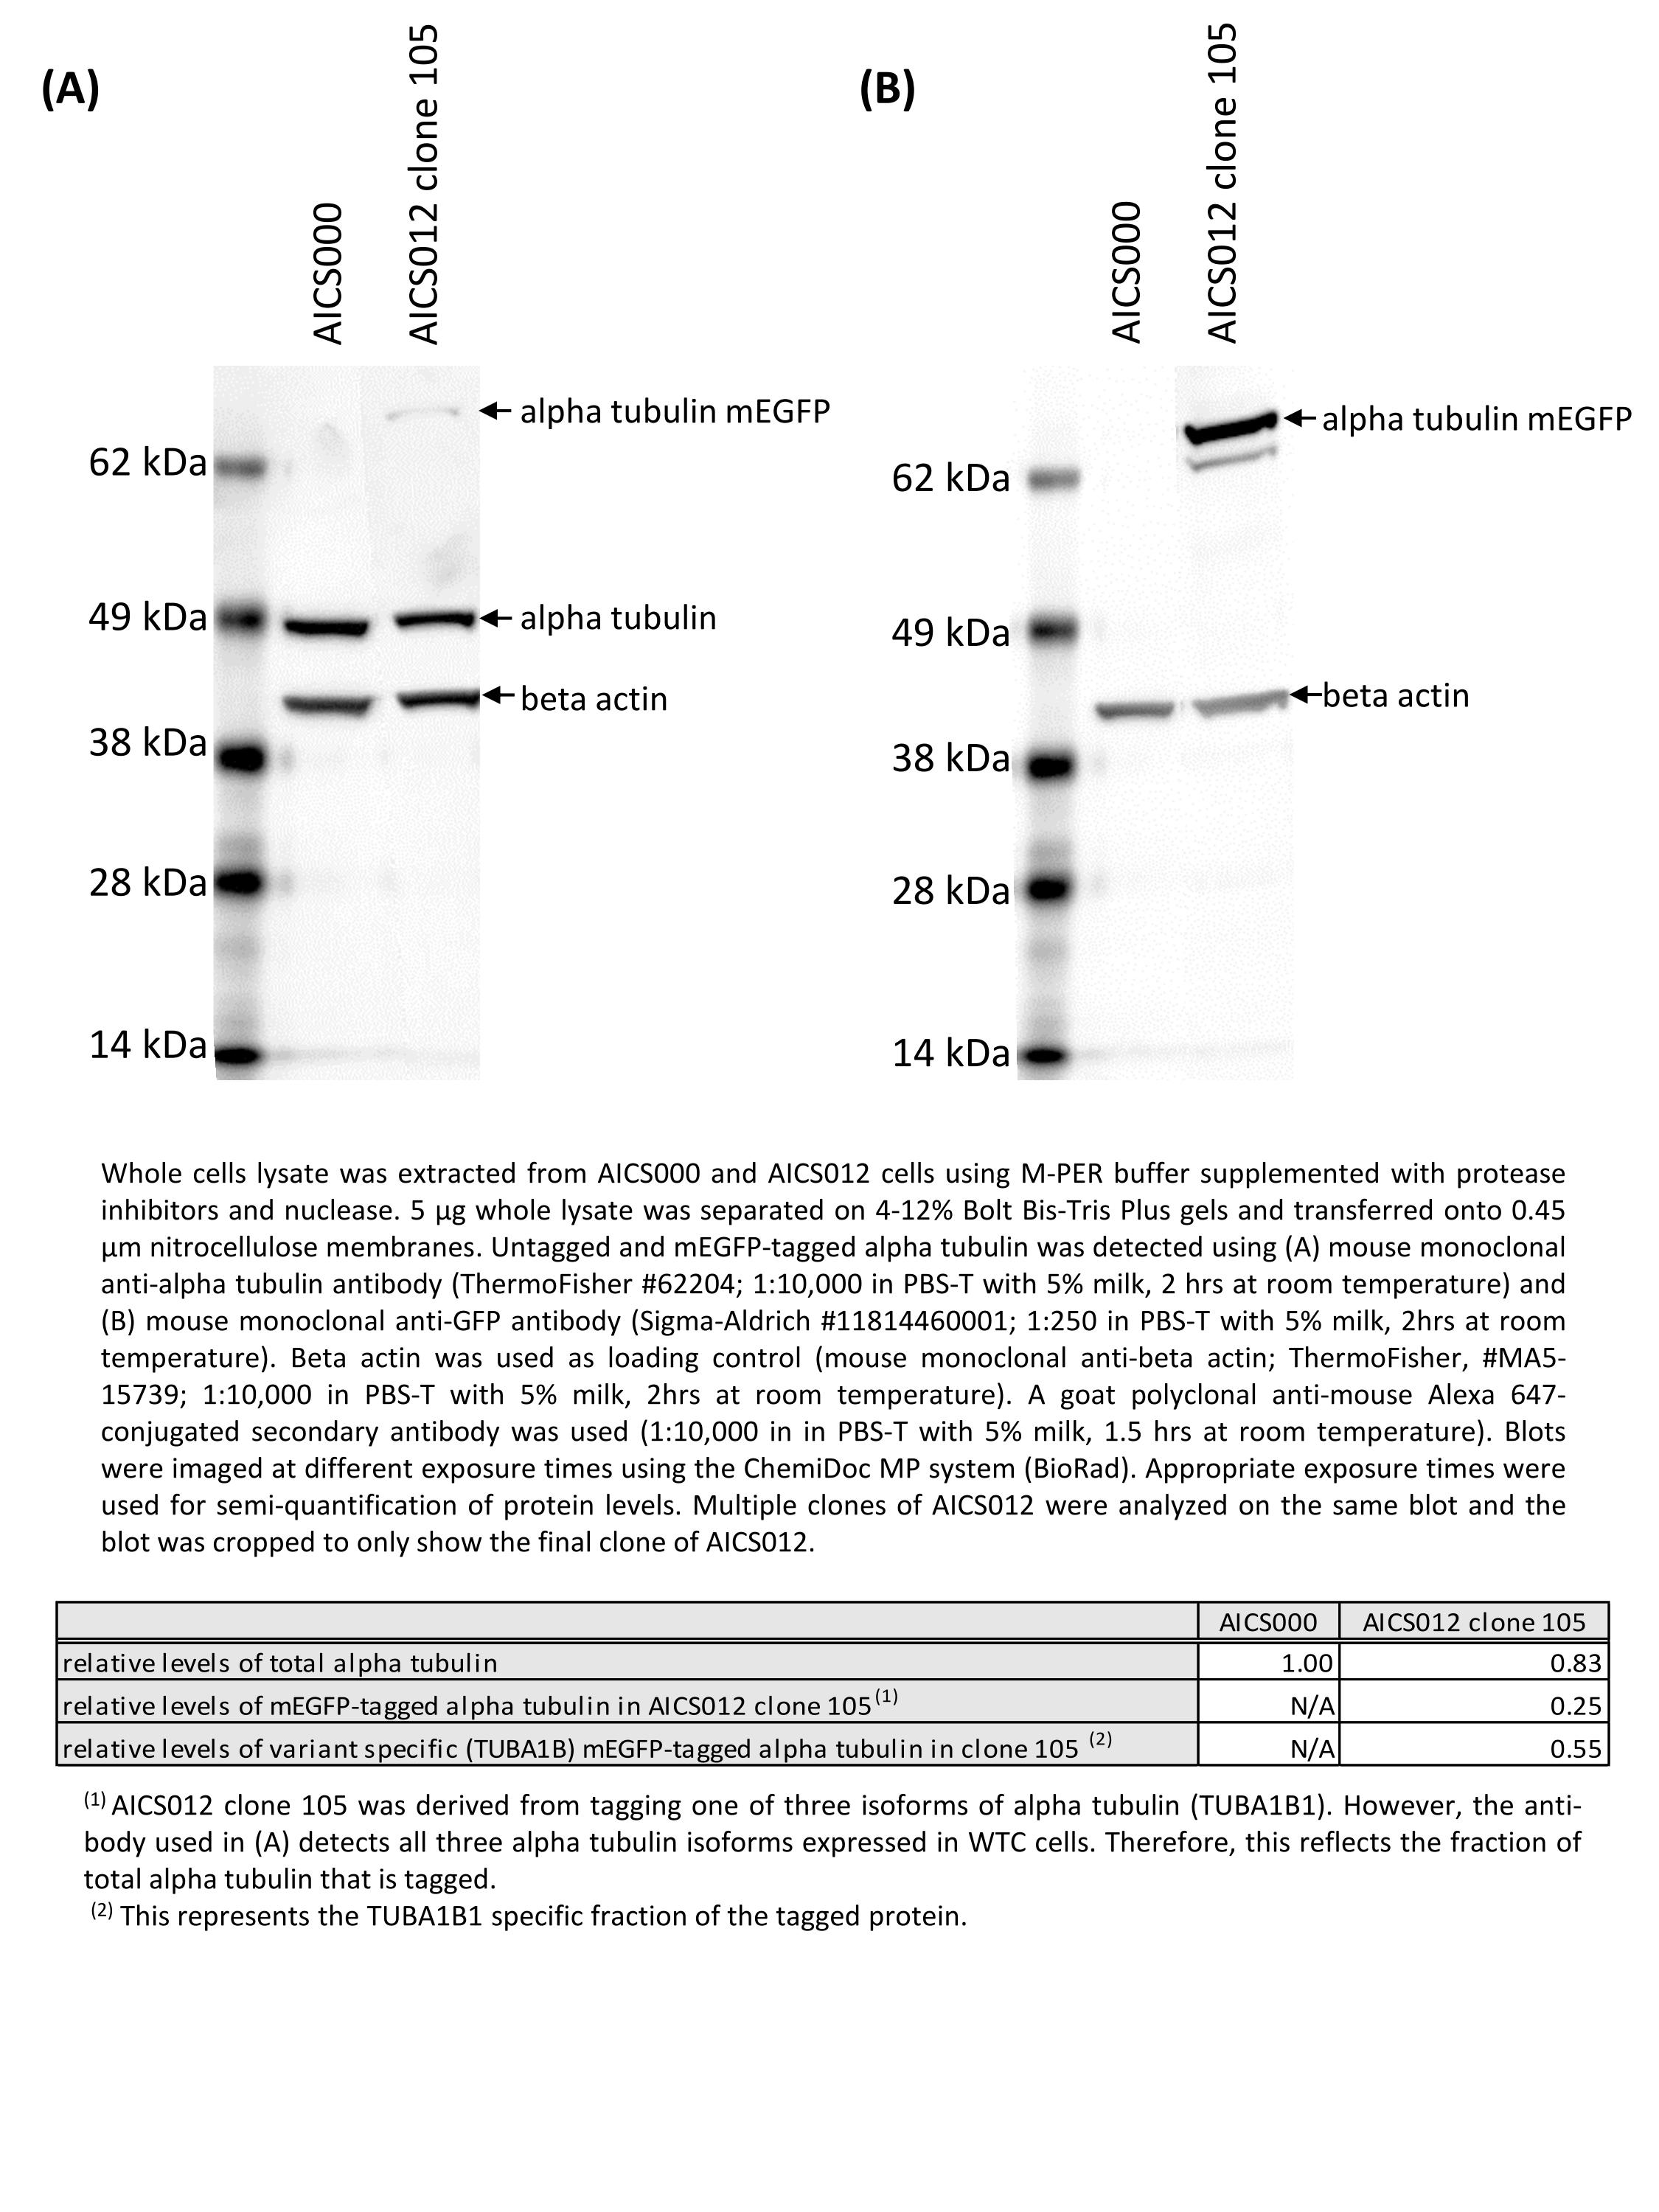 (A)
AICS000
AICS012 clone 105
alpha tubulin mEGFP
62 kDa
49 kDa
alpha tubulin
beta actin
38 kDa
28 kDa
14 kDa
(B)
AICS000
AICS012 clone 105
alpha tubulin mEGFP
62 kDa
49 kDa
beta actin
38 kDa
28 kDa
14 kDa
Whole cells lysate was extracted from AICS000 and AICS012 cells using M-PER buffer supplemented with protease
inhibitors and nuclease. 5 µg whole lysate was separated on 4-12% Bolt Bis-Tris Plus gels and transferred onto 0.45
µm nitrocellulose membranes. Untagged and mEGFP-tagged alpha tubulin was detected using (A) mouse monoclonal
anti-alpha tubulin antibody (ThermoFisher #62204; 1:10,000 in PBS-T with 5% milk, 2 hrs at room temperature) and
(B) mouse monoclonal anti-GFP antibody (Sigma-Aldrich #11814460001; 1:250 in PBS-T with 5% milk, 2hrs at room
temperature). Beta actin was used as loading control (mouse monoclonal anti-beta actin; ThermoFisher, #MA5-
15739; 1:10,000 in PBS-T with 5% milk, 2hrs at room temperature). A goat polyclonal anti-mouse Alexa 647-
conjugated secondary antibody was used (1:10,000 in in PBS-T with 5% milk, 1.5 hrs at room temperature). Blots
were imaged at different exposure times using the ChemiDoc MP system (BioRad). Appropriate exposure times were
used for semi-quantification of protein levels. Multiple clones of AICS012 were analyzed on the same blot and the
blot was cropped to only show the final clone of AICS012.
AICS000 AICS012 clone 105
relative levels of total alpha tubulin 1.00 0.83
relative levels of mEGFP-tagged alpha tubulin in AICS012 clone 105(1) N/A 0.25
relative levels of variant specific (TUBA1B) mEGFP-tagged alpha tubulin in clone 105 (2) N/A 0.55
(1) AICS012 clone 105 was derived from tagging one of three isoforms of alpha tubulin (TUBA1B1). However, the anti-
body used in (A) detects all three alpha tubulin isoforms expressed in WTC cells. Therefore, this reflects the fraction of
total alpha tubulin that is tagged.
(2) This represents the TUBA1B1 specific fraction of the tagged protein.